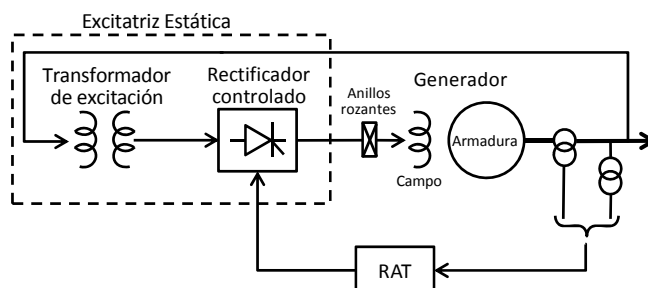 Excitatriz Estática
Transformador
de excitación
Rectificador
controlado
Anillos
rozantes
Generador
Armadura
Campo
RAT